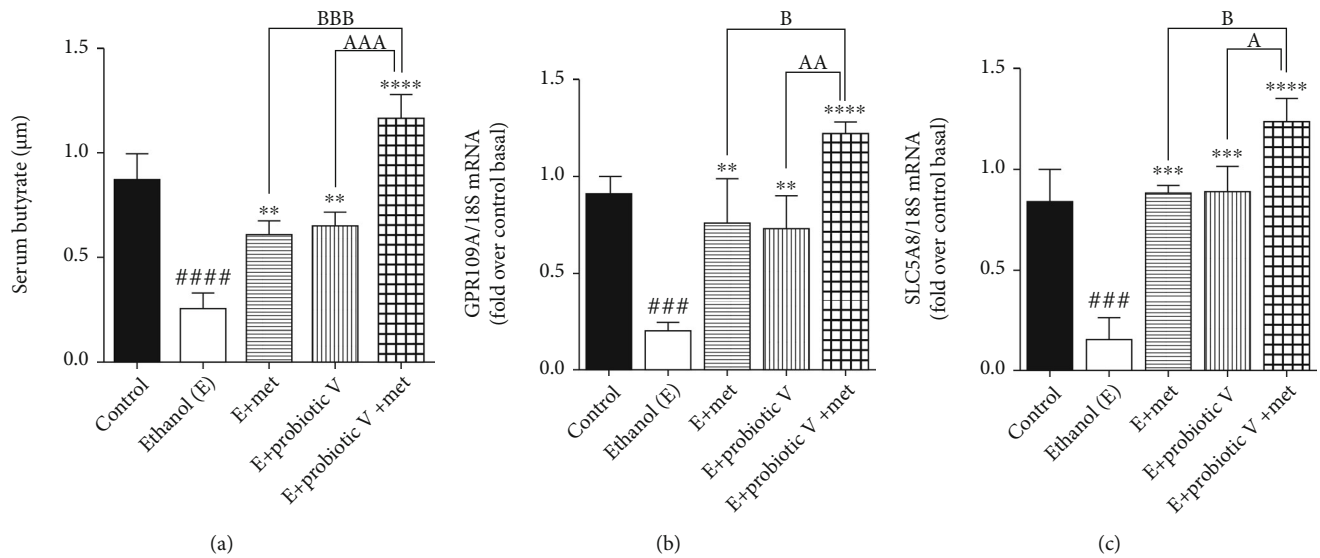 BBB
AAA
1.5
****
1.0
**
**
####
0.5
0.0
Serum butyrate (μm)
Control
Ethanol (E)
E+met
E+probiotic V
E+probiotic V +met
(a)
B
AA
1.5
****
**
**
1.0
###
0.5
0.0
GPR109A/18S mRNA
(fold over control basal)
Control
Ethanol (E)
E+met
E+probiotic V
E+probiotic V +met
(b)
B
A
1.5
****
***
***
1.0
###
0.5
0.0
SLC5A8/18S mRNA
(fold over control basal)
Control
Ethanol (E)
E+met
E+probiotic V
E+probiotic V +met
(c)